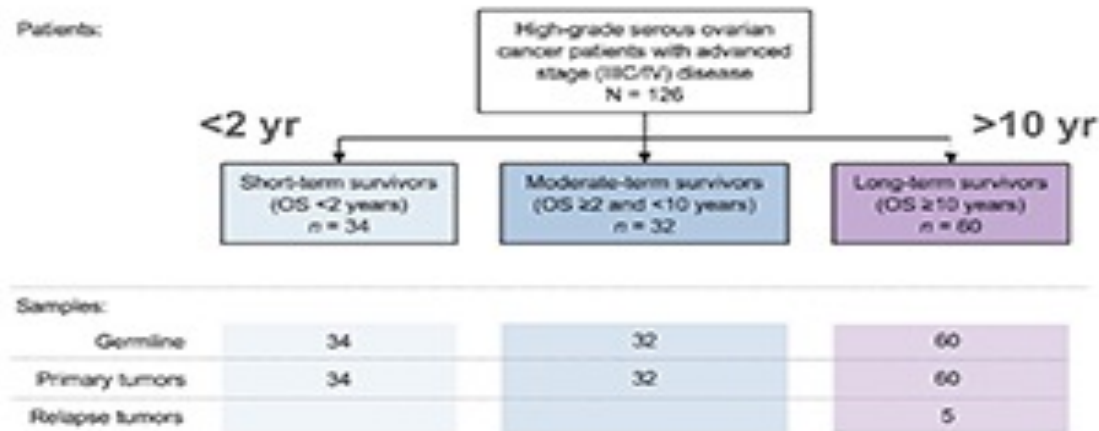 Patients:
High-grade serous ovarian
cancer patients with advanced
stage (IIIC/IV) disease
N = 126
<2 yr
>10 yr
Short-term survivors
(OS <2 years)
n = 34
Moderate-term survivors
(OS ≥2 and <10 years)
n = 32
Long-term survivors
(OS ≥10 years)
n = 60
Samples:
Germline 34 32 60
Primary tumors 34 32 60
Relapse tumors 5